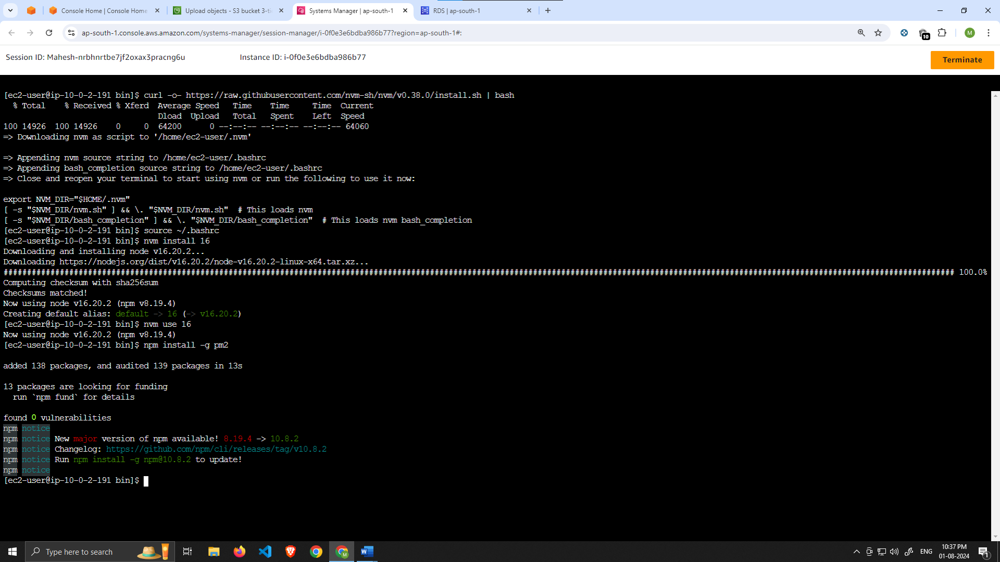 Console Home | Console Home
Upload objects - S3 bucket 3-tie
Systems Manager | ap-south-1
RDS | ap-south-1
ap-south-1.console.aws.amazon.com/systems-manager/session-manager/i-0f0e3e6bdba986b77?region=ap-south-1#:
10
M
Session ID: Mahesh-nrbhnrtbe7jf2oxax3pracng6u
Instance ID: i-0f0e3e6bdba986b77
Terminate
[ec2-user@ip-10-0-2-191 bin]$ curl -o- https://raw.githubusercontent.com/nvm-sh/nvm/v0.38.0/install.sh | bash
  % Total    % Received % Xferd  Average Speed   Time    Time     Time  Current
                                 Dload  Upload   Total   Spent    Left  Speed
100 14926  100 14926    0     0  64200      0 --:--:-- --:--:-- --:--:-- 64060
=> Downloading nvm as script to '/home/ec2-user/.nvm'
=> Appending nvm source string to /home/ec2-user/.bashrc
=> Appending bash_completion source string to /home/ec2-user/.bashrc
=> Close and reopen your terminal to start using nvm or run the following to use it now:
export NVM_DIR="$HOME/.nvm"
[ -s "$NVM_DIR/nvm.sh" ] && \. "$NVM_DIR/nvm.sh"  # This loads nvm
[ -s "$NVM_DIR/bash_completion" ] && \. "$NVM_DIR/bash_completion"  # This loads nvm bash_completion
[ec2-user@ip-10-0-2-191 bin]$ source ~/.bashrc
[ec2-user@ip-10-0-2-191 bin]$ nvm install 16
Downloading and installing node v16.20.2...
Downloading https://nodejs.org/dist/v16.20.2/node-v16.20.2-linux-x64.tar.xz...
########################################################################################################################################################################################################### 100.0%
Computing checksum with sha256sum
Checksums matched!
Now using node v16.20.2 (npm v8.19.4)
Creating default alias: default -> 16 (-> v16.20.2)
[ec2-user@ip-10-0-2-191 bin]$ nvm use 16
Now using node v16.20.2 (npm v8.19.4)
[ec2-user@ip-10-0-2-191 bin]$ npm install -g pm2
added 138 packages, and audited 139 packages in 13s
13 packages are looking for funding
  run `npm fund` for details
found 0 vulnerabilities
npm notice
npm notice New major version of npm available! 8.19.4 -> 10.8.2
npm notice Changelog: https://github.com/npm/cli/releases/tag/v10.8.2
npm notice Run npm install -g npm@10.8.2 to update!
npm notice
[ec2-user@ip-10-0-2-191 bin]$
Type here to search
M
W
ENG
10:37 PM
01-08-2024
1